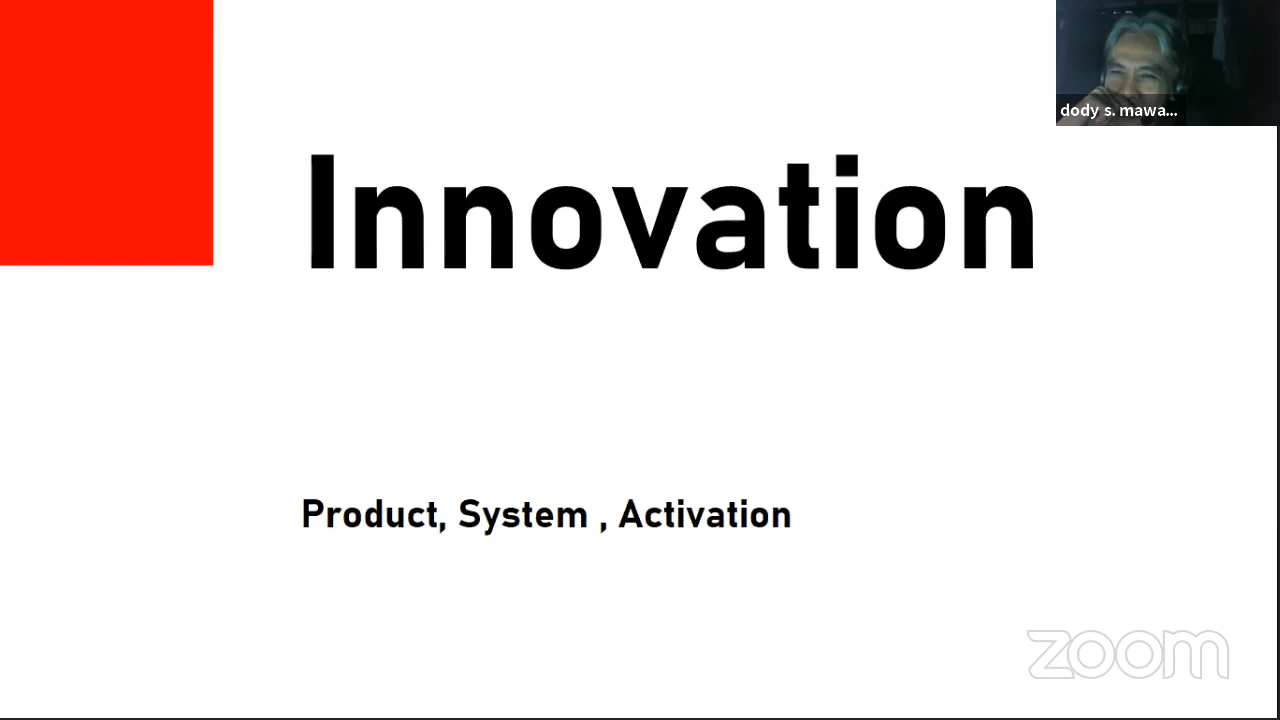 dody s. mawa...
Innovation
Product, System , Activation
zoom